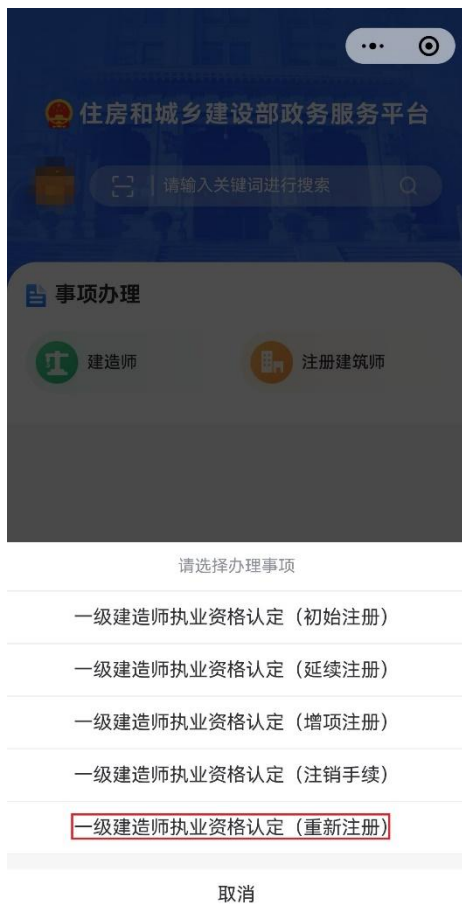 住房和城乡建设部政务服务平台
请输入关键词进行搜索
事项办理
建造师
注册建筑师
请选择办理事项
一级建造师执业资格认定（初始注册）
一级建造师执业资格认定（延续注册）
一级建造师执业资格认定（增项注册）
一级建造师执业资格认定（注销手续）
一级建造师执业资格认定（重新注册）
取消